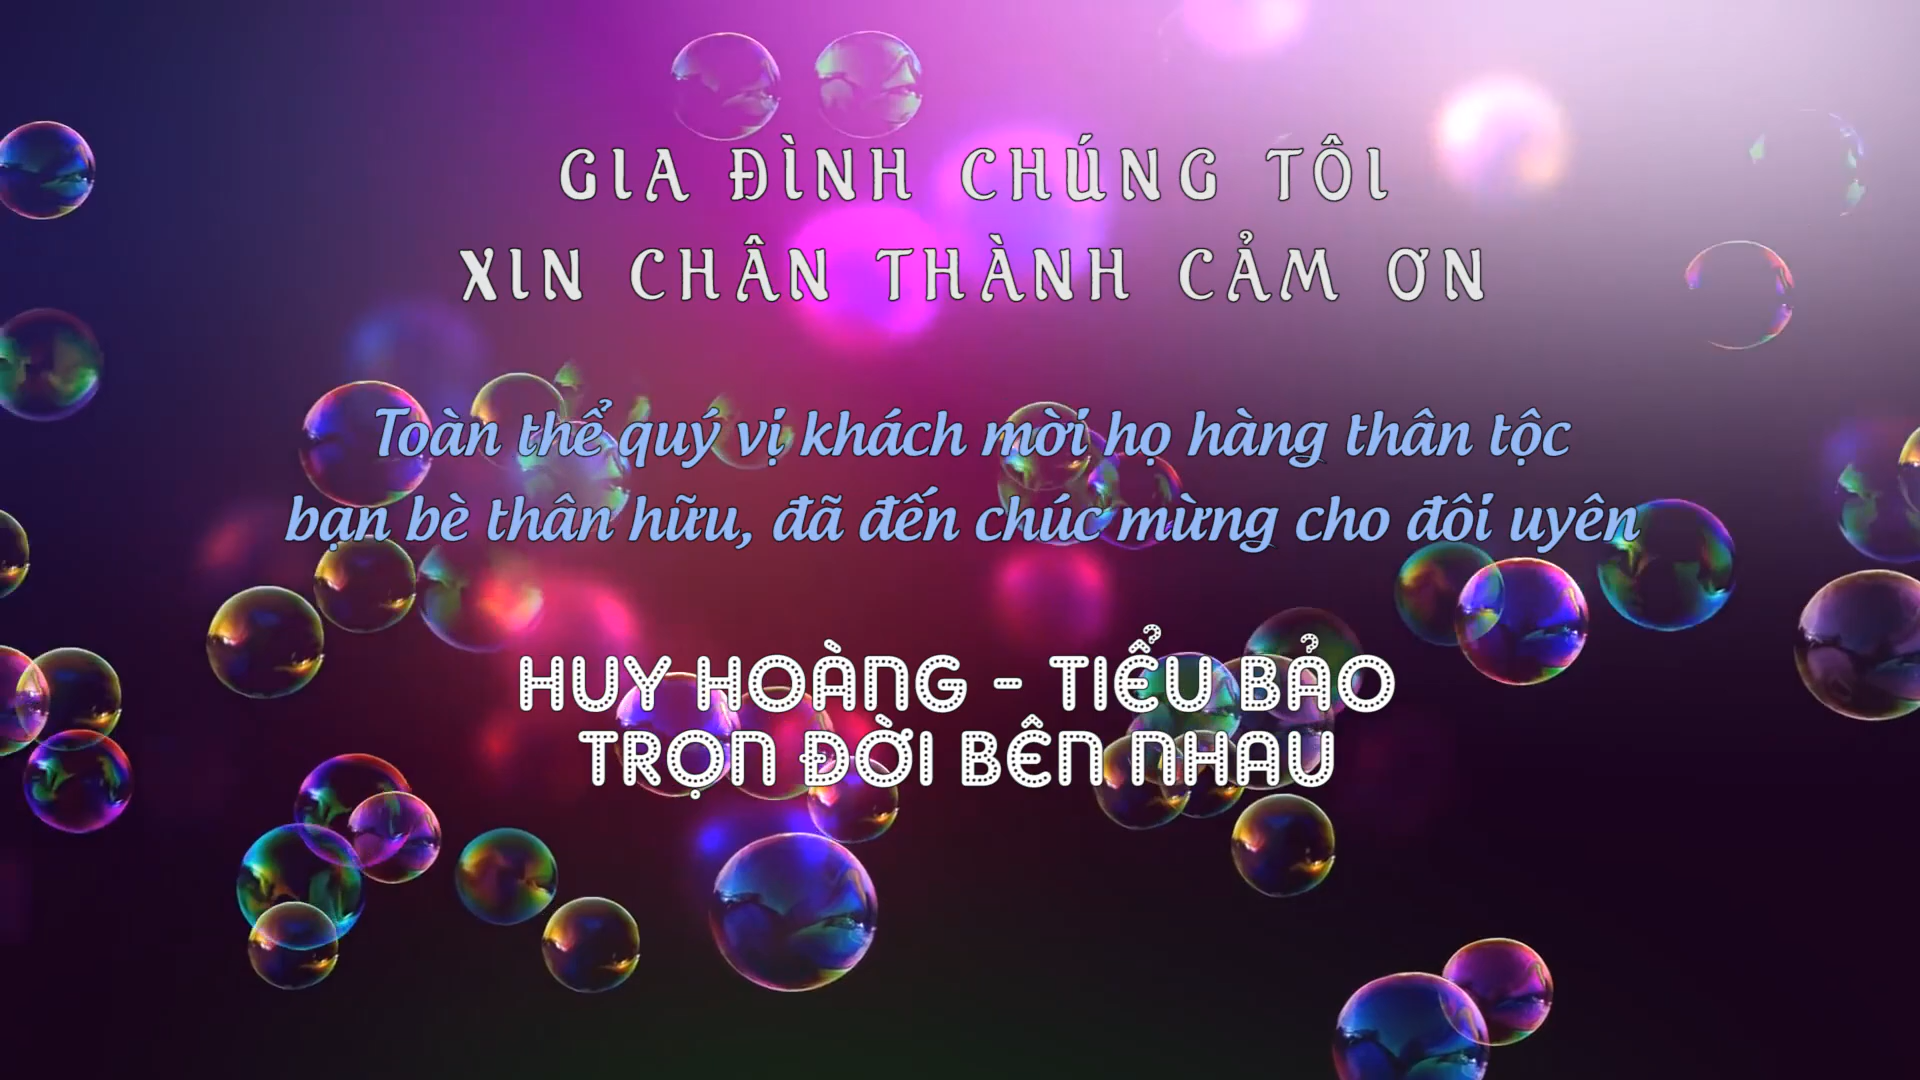 GIA ĐÌNH CHÚNG TÔI
XIN CHÂN THÀNH CẢM ƠN
Toàn thể quý vị khách mời họ hàng thân tộc
bạn bè thân hữu, đã đến chúc mừng cho đôi uyên
HUY HOÀNG - TIỂU BẢO
TRỌN ĐỜI BÊN NHAU